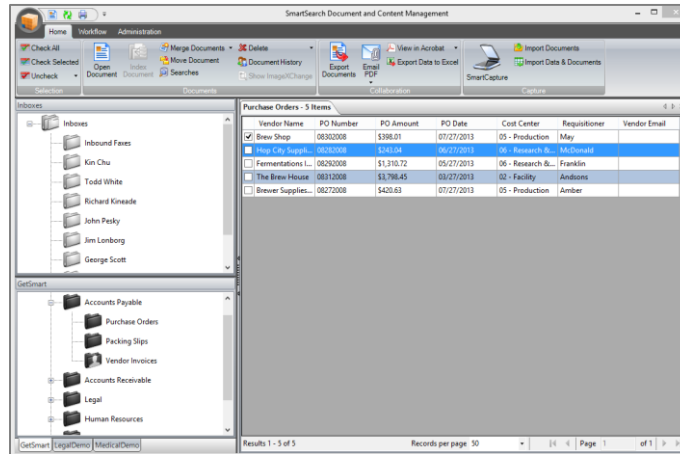 SmartSearch Document and Content Management
Home Workflow Administration
Check All
Check Selected
Uncheck
Selection
Open Document
Index Document
Merge Documents
Move Document
Searches
Delete
Document History
Show ImageXChange
Documents
Export Documents
Email PDF
View in Acrobat
Export Data to Excel
Collaboration
SmartCapture
Import Documents
Import Data & Documents
Capture
Inboxes
Inboxes
Inbound Faxes
Kin Chu
Todd White
Richard Kineade
John Pesky
Jim Lonborg
George Scott
GetSmart
Accounts Payable
Purchase Orders
Packing Slips
Vendor Invoices
Accounts Receivable
Legal
Human Resources
GetSmart LegalDemo MedicalDemo
Purchase Orders - 5 Items
Vendor Name PO Number PO Amount PO Date Cost Center Requisitioner Vendor Email
Brew Shop 08302008 $398.01 07/27/2013 05 - Production May
Hop City Suppli... 08282008 $243.04 06/27/2013 06 - Research &... McDonald
Fermentations I... 08292008 $1,310.72 05/27/2013 06 - Research &... Franklin
The Brew House 08312008 $3,798.45 03/27/2013 02 - Facility Andsons
Brewer Supplies... 08272008 $420.63 07/27/2013 05 - Production Amber
Results 1 - 5 of 5 Records per page 50 Page 1 of 1